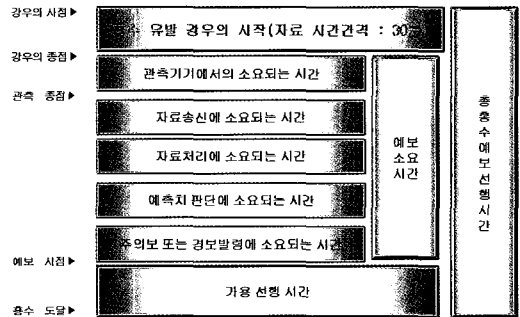 강우의 시점▶
유발 강우의 시작(자료 시간간격 : 30
강우의 종점▶
관측기기에서의 소요되는 시간
관측 종점▶
자료송신에 소요되는 시간
자료처리에 소요되는 시간
예측치 판단에 소요되는 시간
주의보 또는 경보발령에 소요되는 시간
예보 시점▶
가용 선행 시간
홍수 도달▶
예보
소요
시간
총홍수예보선행시간